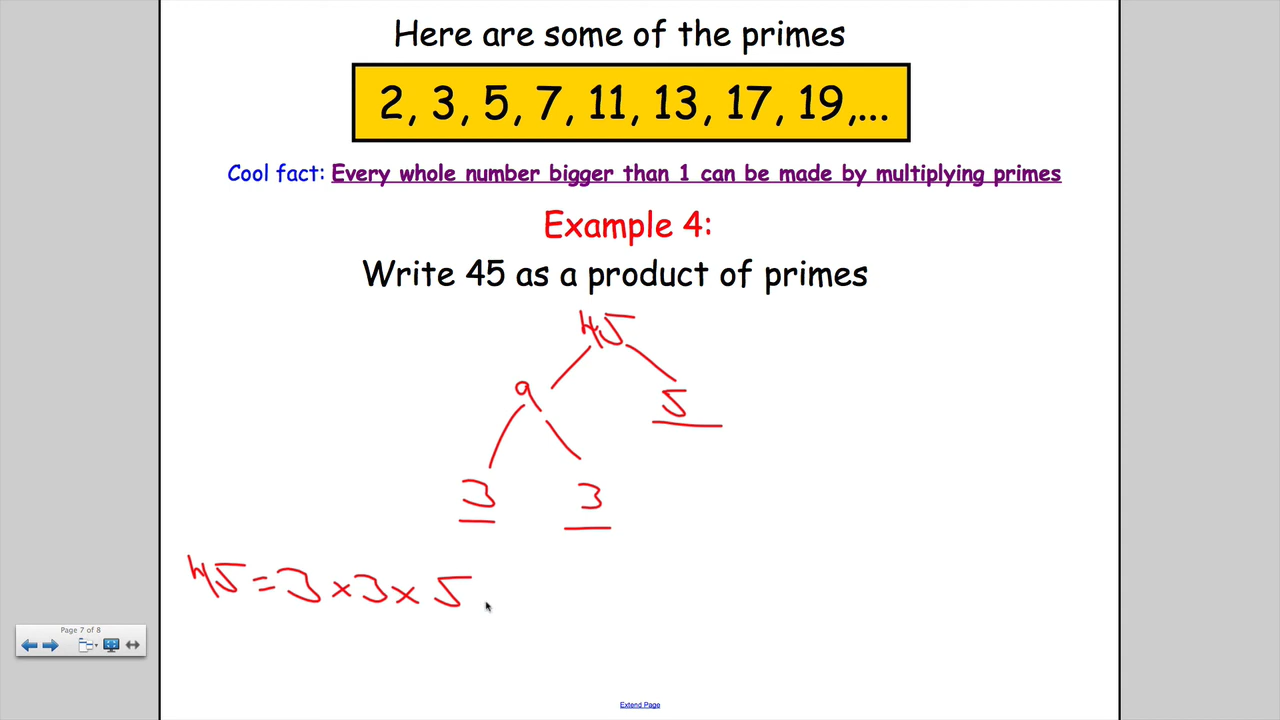 Here are some of the primes
2, 3, 5, 7, 11, 13, 17, 19,...
Cool fact: Every whole number bigger than 1 can be made by multiplying primes
Example 4:
Write 45 as a product of primes
45
9
5
3 3
45 = 3 × 3 × 5
Page 7 of 8
Extend Page